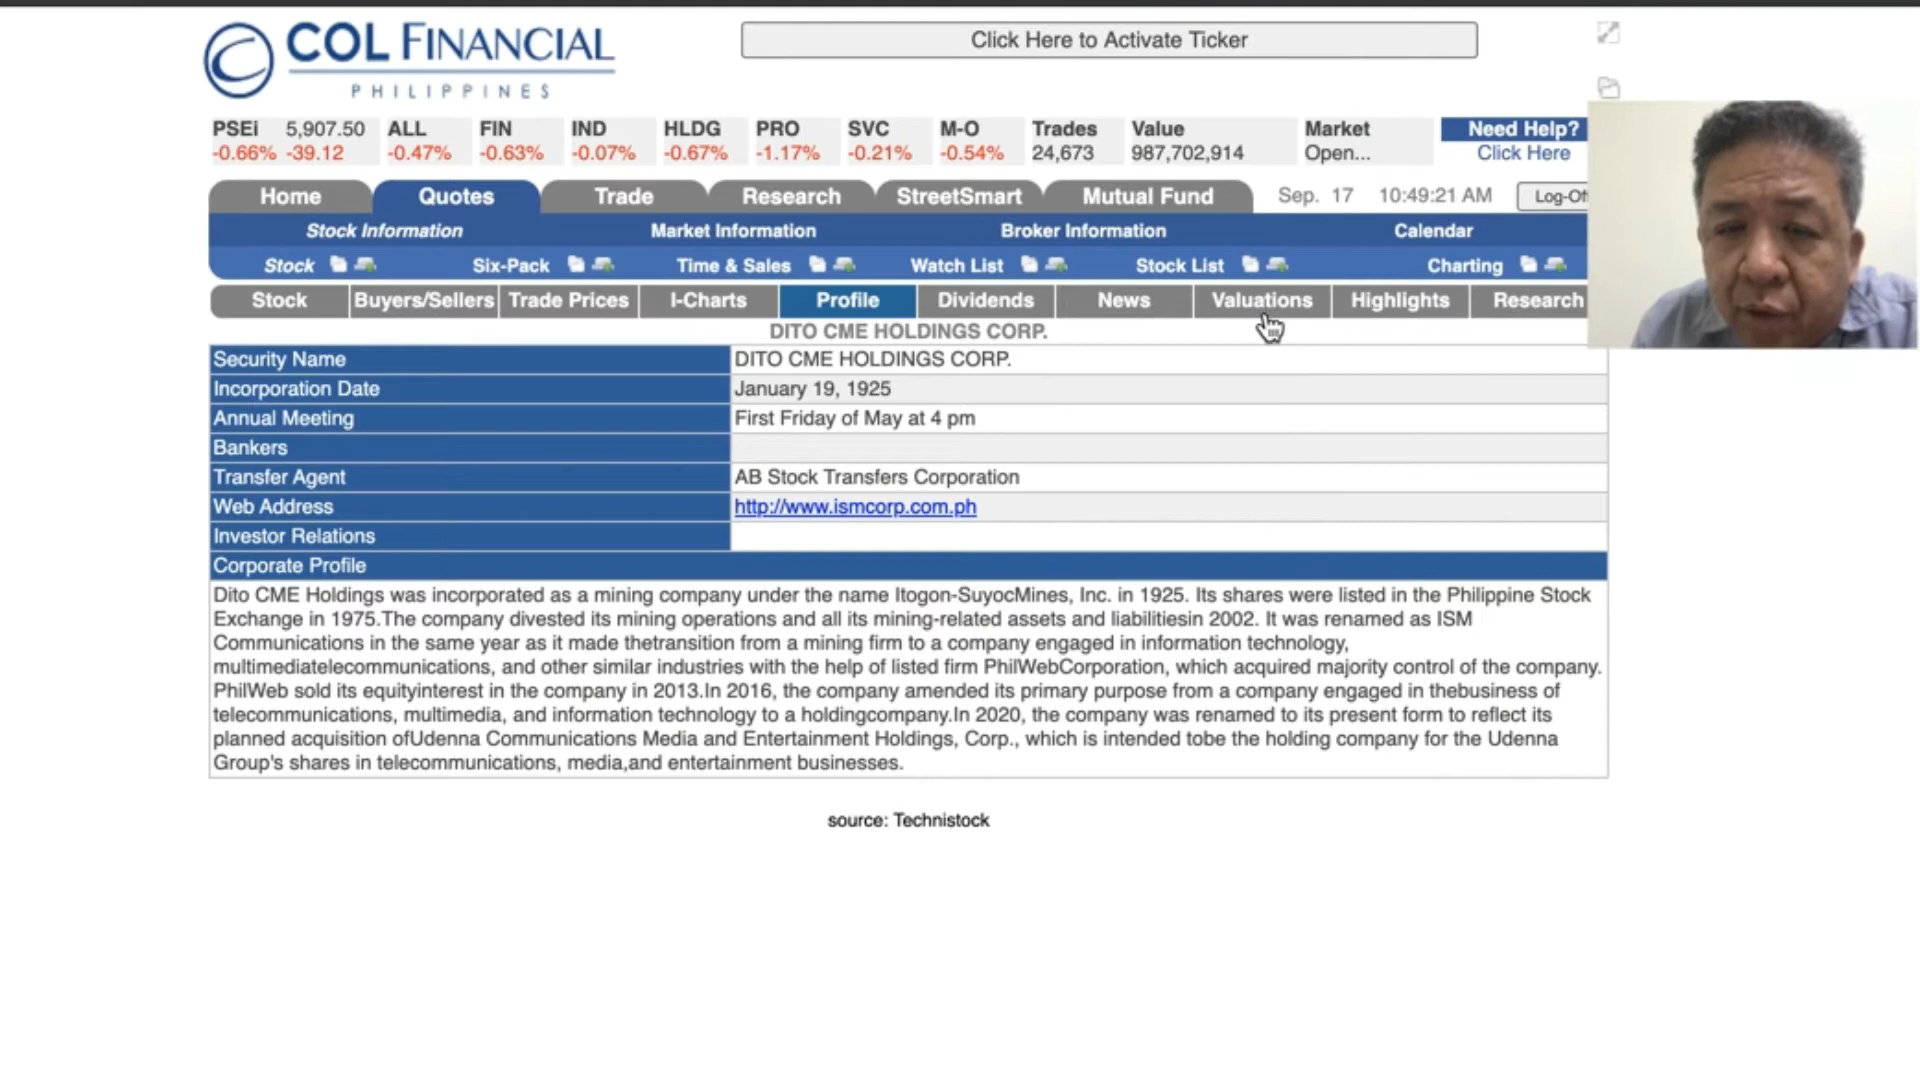 COL FINANCIAL
PHILIPPINES
Click Here to Activate Ticker
PSEi 5,907.50 ALL FIN IND HLDG PRO SVC M-O Trades Value Market Need Help?
-0.66% -39.12 -0.47% -0.63% -0.07% -0.67% -1.17% -0.21% -0.54% 24,673 987,702,914 Open... Click Here
Home Quotes Trade Research StreetSmart Mutual Fund Sep. 17 10:49:21 AM Log-Of
Stock Information Market Information Broker Information Calendar
Stock Six-Pack Time & Sales Watch List Stock List Charting
Stock Buyers/Sellers Trade Prices I-Charts Profile Dividends News Valuations Highlights Research
DITO CME HOLDINGS CORP.
Security Name DITO CME HOLDINGS CORP.
Incorporation Date January 19, 1925
Annual Meeting First Friday of May at 4 pm
Bankers
Transfer Agent AB Stock Transfers Corporation
Web Address http://www.ismcorp.com.ph
Investor Relations
Corporate Profile
Dito CME Holdings was incorporated as a mining company under the name Itogon-SuyocMines, Inc. in 1925. Its shares were listed in the Philippine Stock
Exchange in 1975.The company divested its mining operations and all its mining-related assets and liabilitiesin 2002. It was renamed as ISM
Communications in the same year as it made thetransition from a mining firm to a company engaged in information technology,
multimediatelecommunications, and other similar industries with the help of listed firm PhilWebCorporation, which acquired majority control of the company.
PhilWeb sold its equityinterest in the company in 2013.In 2016, the company amended its primary purpose from a company engaged in thebusiness of
telecommunications, multimedia, and information technology to a holdingcompany.In 2020, the company was renamed to its present form to reflect its
planned acquisition ofUdenna Communications Media and Entertainment Holdings, Corp., which is intended tobe the holding company for the Udenna
Group's shares in telecommunications, media,and entertainment businesses.
source: Technistock